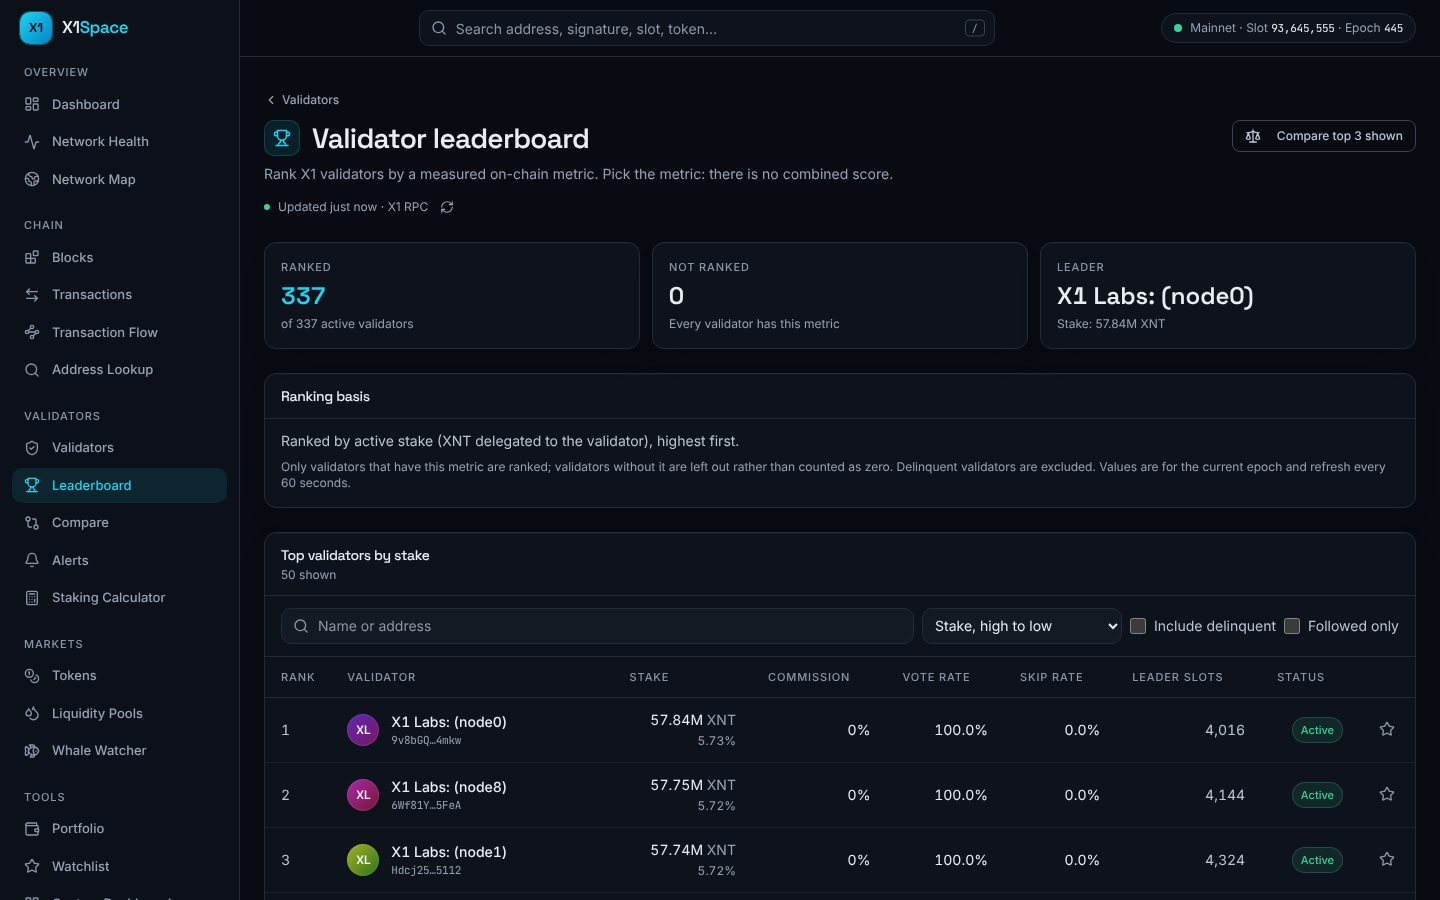 X1 X1Space
Search address, signature, slot, token...
/
Mainnet · Slot 93,645,555 · Epoch 445
OVERVIEW
Dashboard
Network Health
Network Map
CHAIN
Blocks
Transactions
Transaction Flow
Address Lookup
VALIDATORS
Validators
Leaderboard
Compare
Alerts
Staking Calculator
MARKETS
Tokens
Liquidity Pools
Whale Watcher
TOOLS
Portfolio
Watchlist
Validators
Validator leaderboard
Compare top 3 shown
Rank X1 validators by a measured on-chain metric. Pick the metric: there is no combined score.
Updated just now · X1 RPC
RANKED
337
of 337 active validators
NOT RANKED
0
Every validator has this metric
LEADER
X1 Labs: (node0)
Stake: 57.84M XNT
Ranking basis
Ranked by active stake (XNT delegated to the validator), highest first.
Only validators that have this metric are ranked; validators without it are left out rather than counted as zero. Delinquent validators are excluded. Values are for the current epoch and refresh every
60 seconds.
Top validators by stake
50 shown
Name or address
Stake, high to low
Include delinquent
Followed only
RANK VALIDATOR STAKE COMMISSION VOTE RATE SKIP RATE LEADER SLOTS STATUS
1 XL X1 Labs: (node0) 57.84M XNT 0% 100.0% 0.0% 4,016 Active
9v8bGQ…4mkw 5.73%
2 XL X1 Labs: (node8) 57.75M XNT 0% 100.0% 0.0% 4,144 Active
6Wf81Y…5FeA 5.72%
3 XL X1 Labs: (node1) 57.74M XNT 0% 100.0% 0.0% 4,324 Active
Hdcj25…5112 5.72%